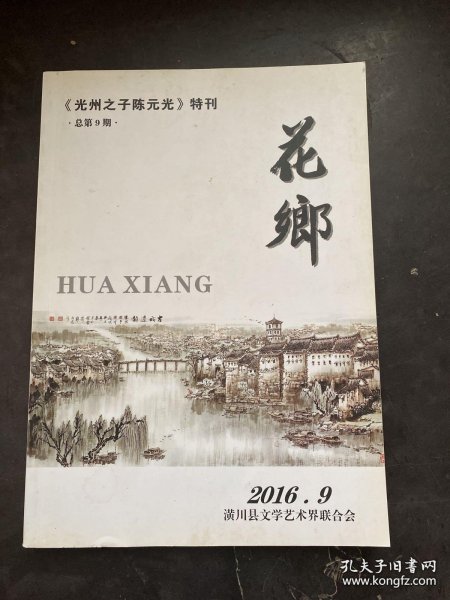 《光州之子陈元光》特刊
·总第9期·
花鄉
HUA XIANG
2016.9
潢川县文学艺术界联合会
孔夫子旧书网
www.kongfz.com